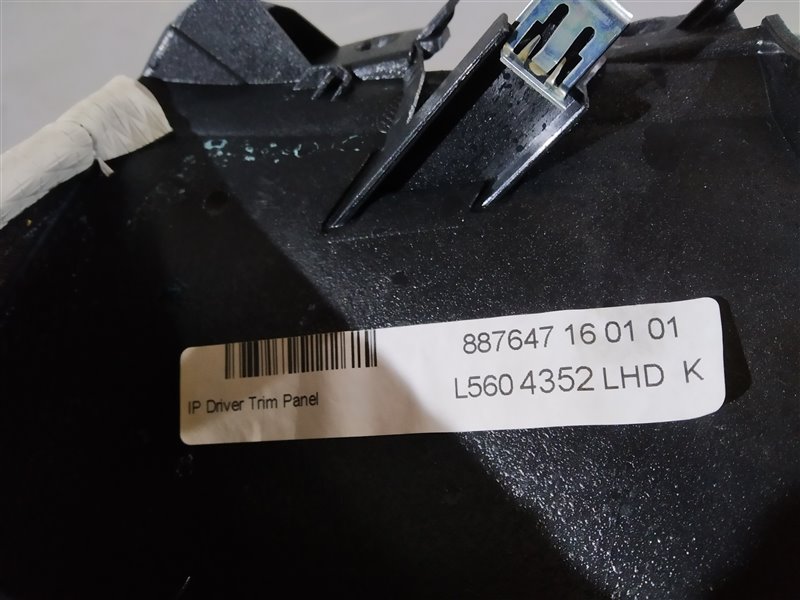 887647 16 01 01
L560 4352 LHD K
IP Driver Trim Panel